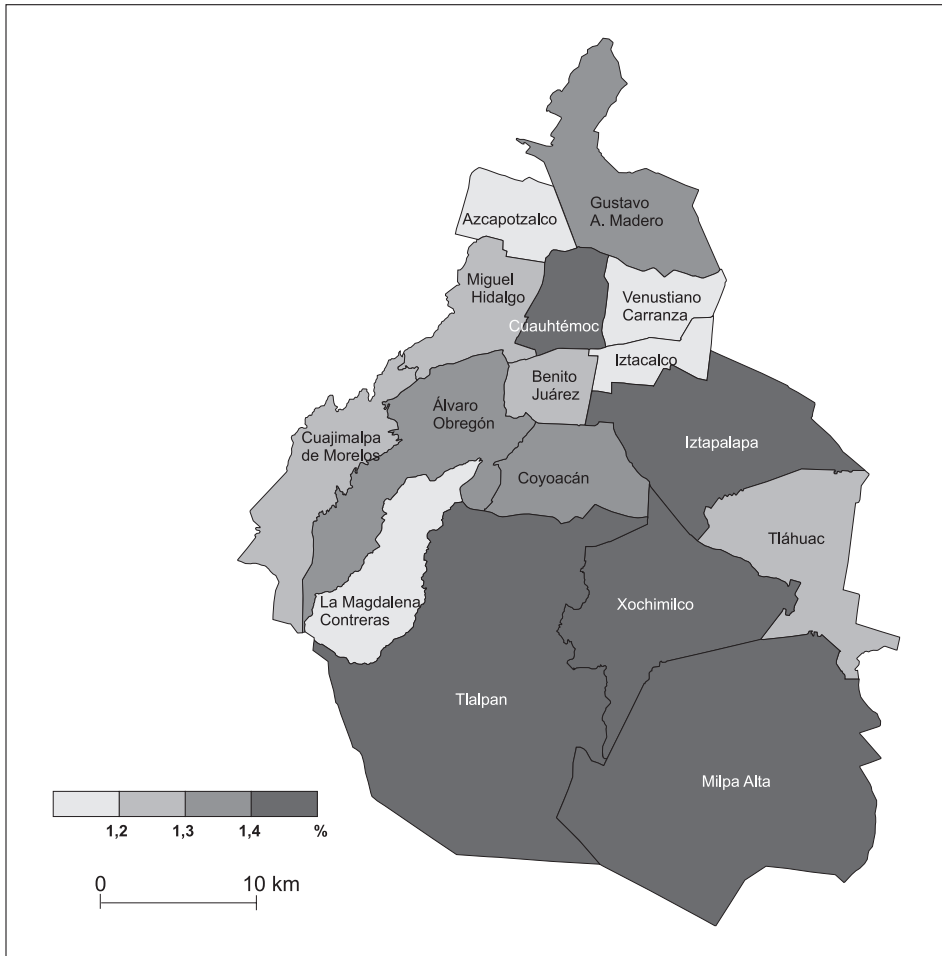 Gustavo
A. Madero
Azcapotzalco
Miguel
Hidalgo
Venustiano
Carranza
Cuauhtémoc
Iztacalco
Benito
Juárez
Álvaro
Obregón
Cuajimalpa
de Morelos
Iztapalapa
Coyoacán
Tláhuac
La Magdalena
Contreras
Xochimilco
Tlalpan
Milpa Alta
1,2 1,3 1,4 %
0 10 km